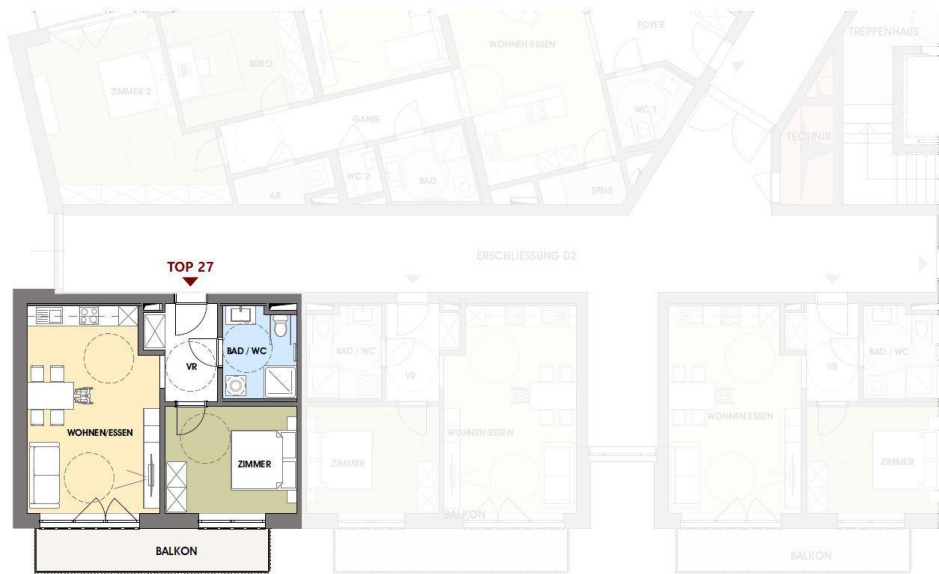 WOHNEN/ESSEN
FOYER
TREPPENHAUS
ZIMMER 2
BÜRO
WC 1
GANG
TECHNIK
AR
WC 2
BAD
SPEIS
ERSCHLIESSUNG 02
TOP 27
BAD / WC
VR
WOHNEN/ESSEN
ZIMMER
BALKON
BAD / WC
VR
WOHNEN/ESSEN
ZIMMER
BALKON
VR
BAD / WC
WOHNEN/ESSEN
ZIMMER
BALKON